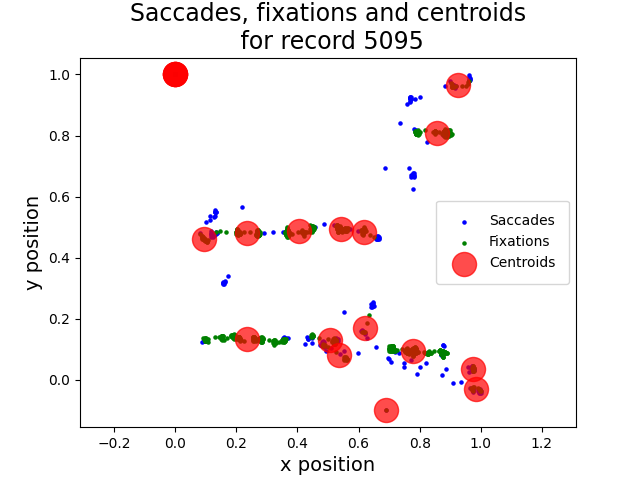 Saccades, fixations and centroids
for record 5095
1.0
0.8
0.6
0.4
0.2
0.0
y position
Saccades
Fixations
Centroids
−0.2
0.0
0.2
0.4
0.6
0.8
1.0
1.2
x position